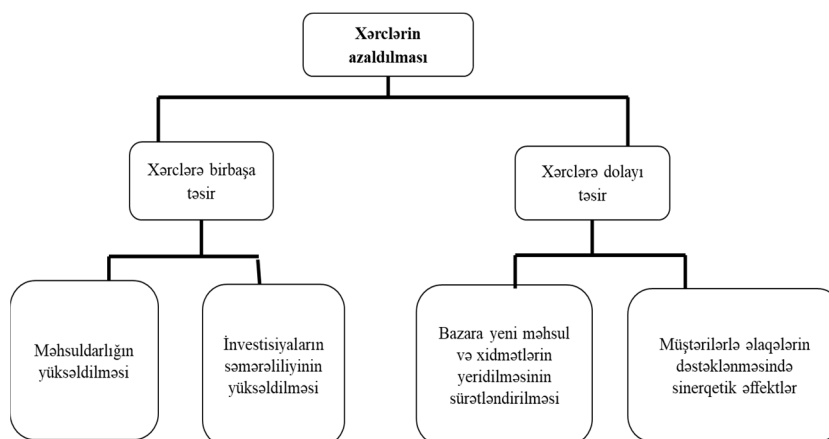 Xərclərin
azaldılması
Xərclərə birbaşa
təsir
Xərclərə dolayı
təsir
Məhsuldarlığın
yüksəldilməsi
İnvestisiyaların
səmərəliliyinin
yüksəldilməsi
Bazara yeni məhsul
və xidmətlərin
yeridilməsinin
sürətləndirilməsi
Müştərilərlə əlaqələrin
dəstəklənməsində
sinerqetik əffektlər